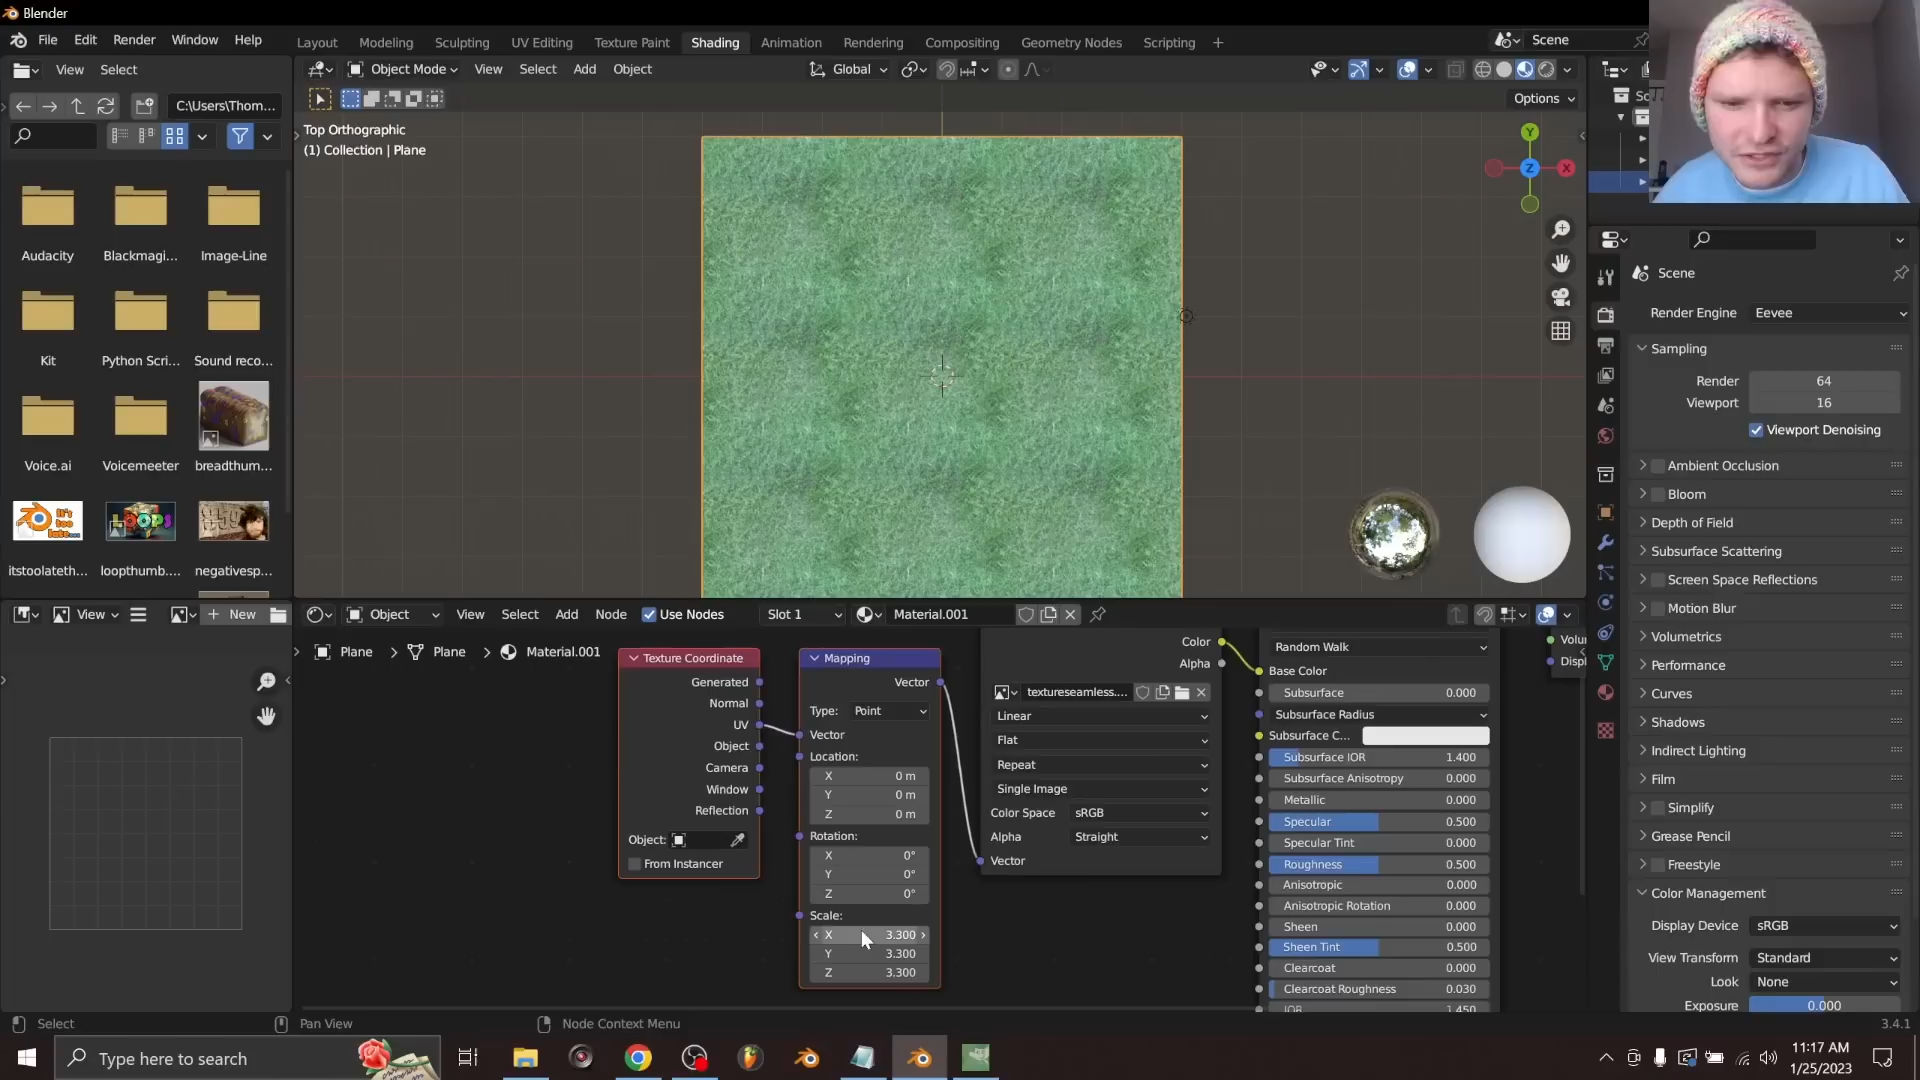 Blender
File Edit Render Window Help
Layout Modeling Sculpting UV Editing Texture Paint Shading Animation Rendering Compositing Geometry Nodes Scripting +
Scene
View Select
Object Mode View Select Add Object
Global
C:\Users\Thom...
Options
Top Orthographic
(1) Collection | Plane
Y
X
Z
Audacity Blackmagi... Image-Line
Kit Python Scri... Sound reco...
Voice.ai Voicemeeter breadthum...
itstoolateth... loopthumb.... negativesp...
Scene
Render Engine Eevee
Sampling
Render 64
Viewport 16
Viewport Denoising
Ambient Occlusion
Bloom
Depth of Field
Subsurface Scattering
Screen Space Reflections
Motion Blur
Volumetrics
Performance
Curves
Shadows
Indirect Lighting
Film
Simplify
Grease Pencil
Freestyle
Color Management
Display Device sRGB
View Transform Standard
Look None
Exposure 0.000
View + New
Object View Select Add Node Use Nodes Slot 1 Material.001
Plane > Plane > Material.001
Texture Coordinate
Generated
Normal
UV
Object
Camera
Window
Reflection
Object:
From Instancer
Mapping
Vector
Type: Point
Vector
Location:
X 0 m
Y 0 m
Z 0 m
Rotation:
X 0°
Y 0°
Z 0°
Scale:
X 3.300
Y 3.300
Z 3.300
Color
Alpha
textureseamless....
Linear
Flat
Repeat
Single Image
Color Space sRGB
Alpha Straight
Vector
Random Walk
Base Color
Subsurface 0.000
Subsurface Radius
Subsurface C...
Subsurface IOR 1.400
Subsurface Anisotropy 0.000
Metallic 0.000
Specular 0.500
Specular Tint 0.000
Roughness 0.500
Anisotropic 0.000
Anisotropic Rotation 0.000
Sheen 0.000
Sheen Tint 0.500
Clearcoat 0.000
Clearcoat Roughness 0.030
IOR 1.450
Volu
Displ
Select Pan View Node Context Menu 3.4.1
Type here to search
11:17 AM
1/25/2023